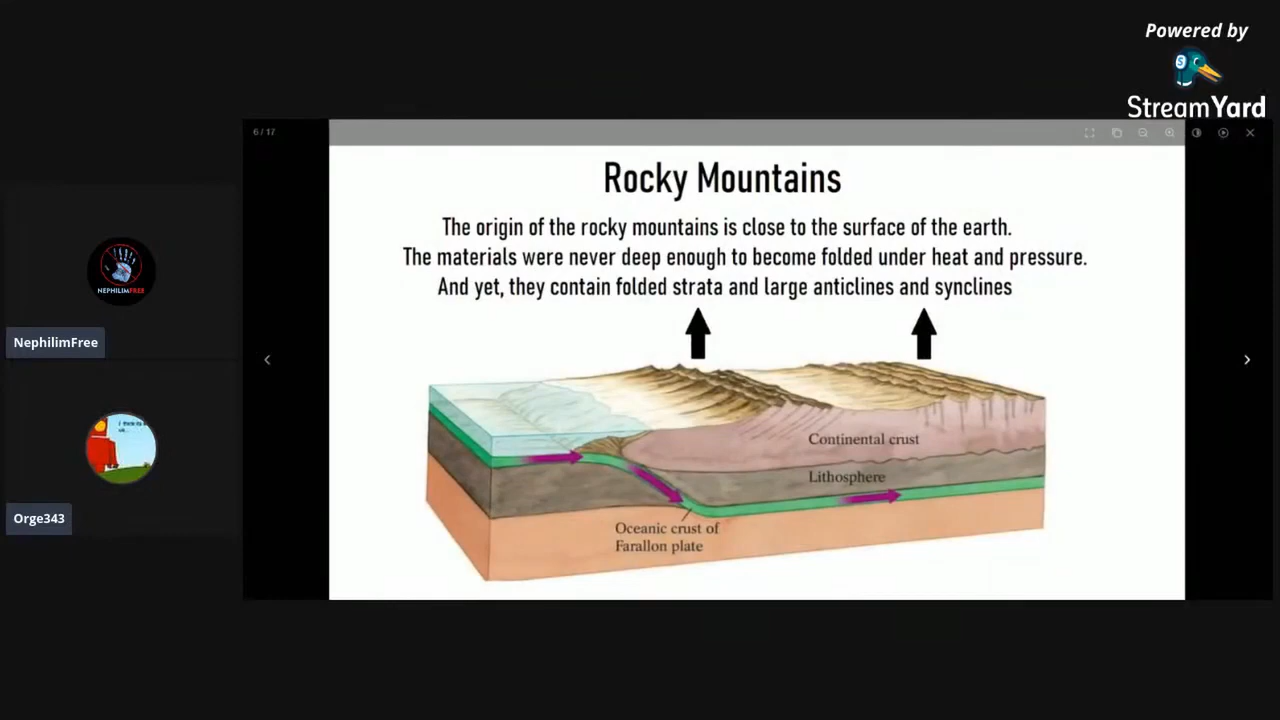 Powered by
S
StreamYard
6 / 17
Rocky Mountains
The origin of the rocky mountains is close to the surface of the earth.
The materials were never deep enough to become folded under heat and pressure.
And yet, they contain folded strata and large anticlines and synclines
Continental crust
Lithosphere
Oceanic crust of
Farallon plate
NEPHILIMFREE
NephilimFree
Orge343